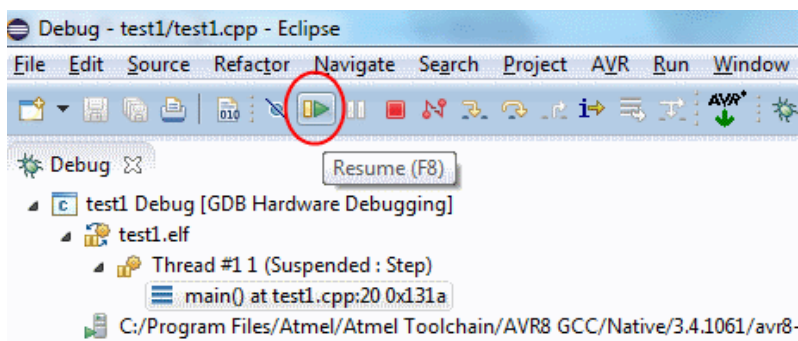 Debug - test1/test1.cpp - Eclipse
File Edit Source Refactor Navigate Search Project AVR Run Window
010 i AVR*
Debug
Resume (F8)
c test1 Debug [GDB Hardware Debugging]
test1.elf
Thread #1 1 (Suspended : Step)
main() at test1.cpp:20 0x131a
C:/Program Files/Atmel/Atmel Toolchain/AVR8 GCC/Native/3.4.1061/avr8-